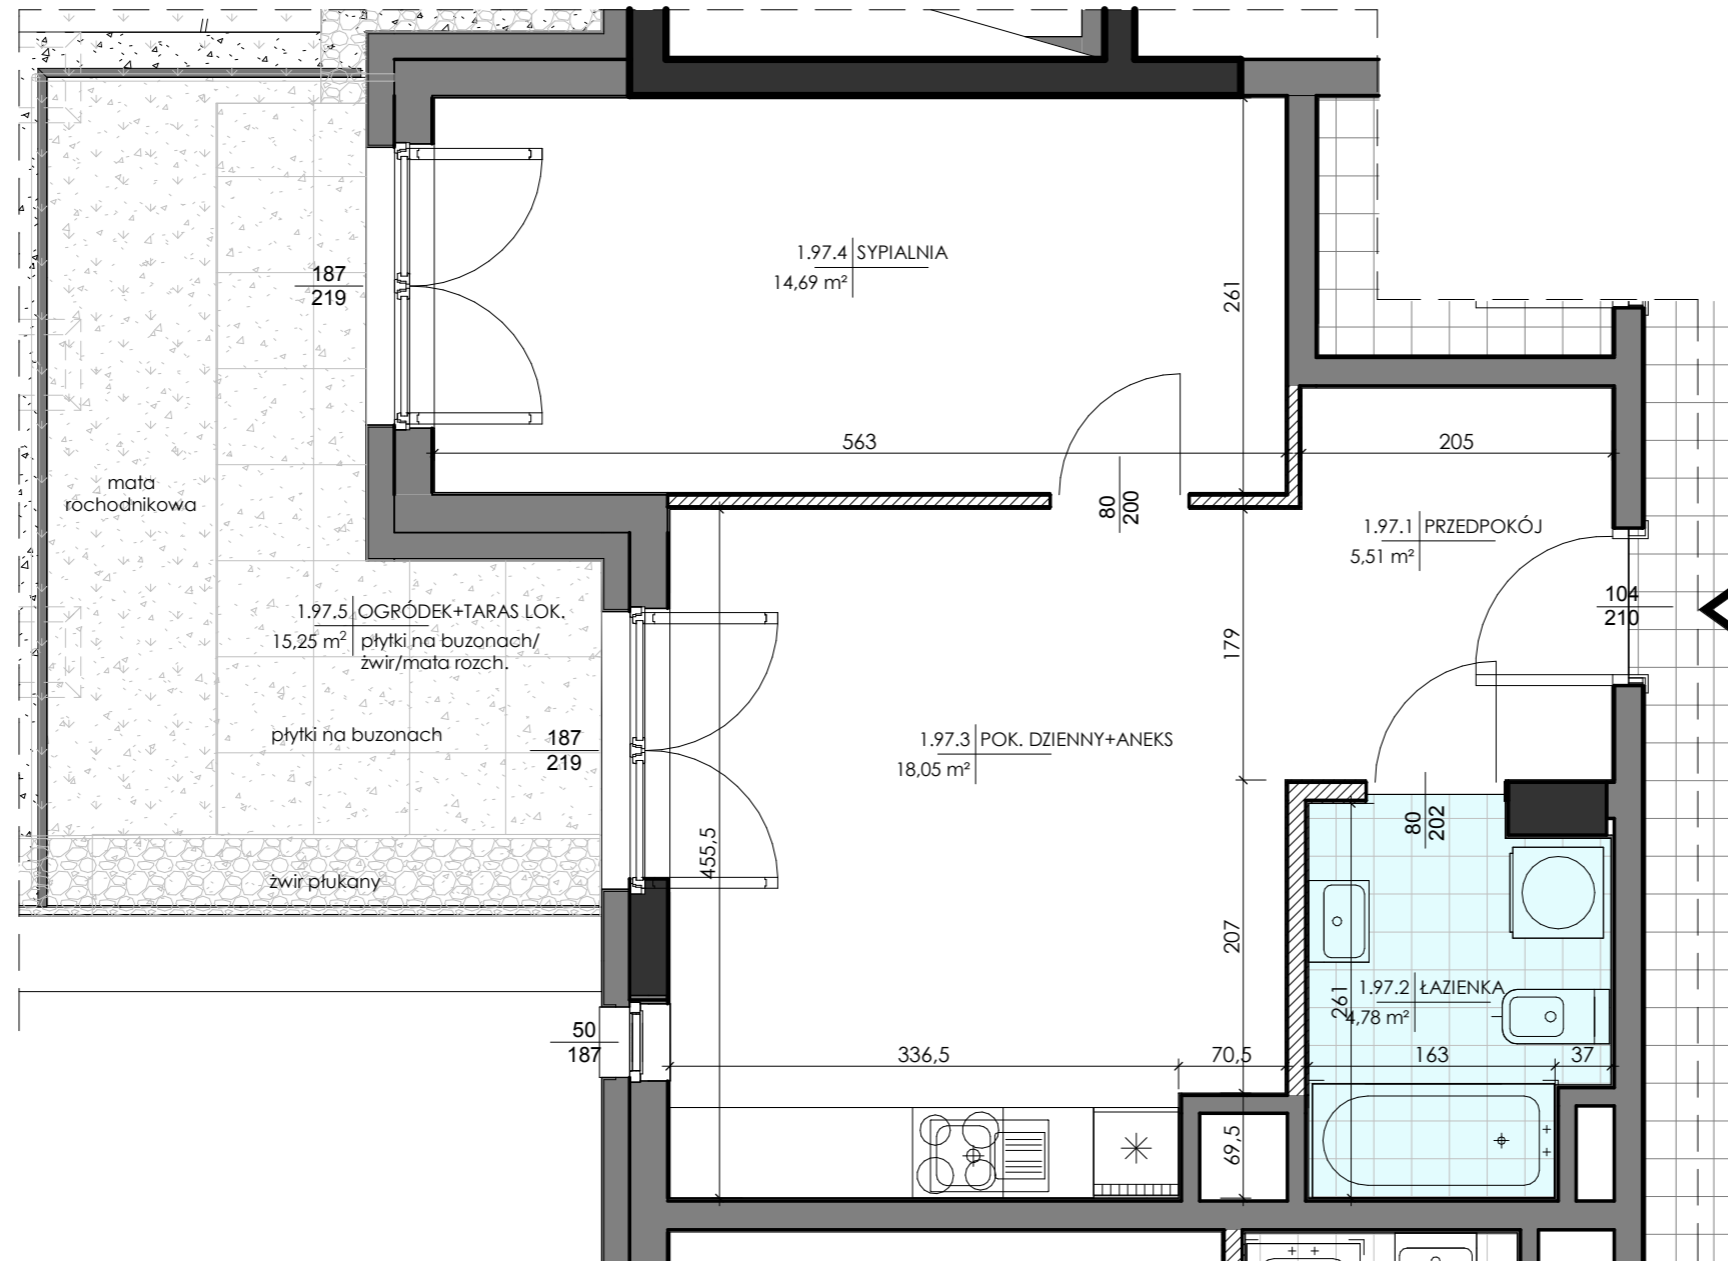 1.97.4 SYPIALNIA
14,69 m²
187
219
261
563
205
mata
rochodnikowa
80
200
1.97.1 PRZEDPOKÓJ
5,51 m²
104
210
1.97.5 OGRÓDEK+TARAS LOK.
15,25 m² płytki na buzonach/
żwir/mata rozch.
179
płytki na buzonach
187
219
1.97.3 POK. DZIENNY+ANEKS
18,05 m²
80
202
455,5
żwir płukany
207
1.97.2 ŁAZIENKA
4,78 m²
261
50
187
336,5
70,5
163
37
69,5